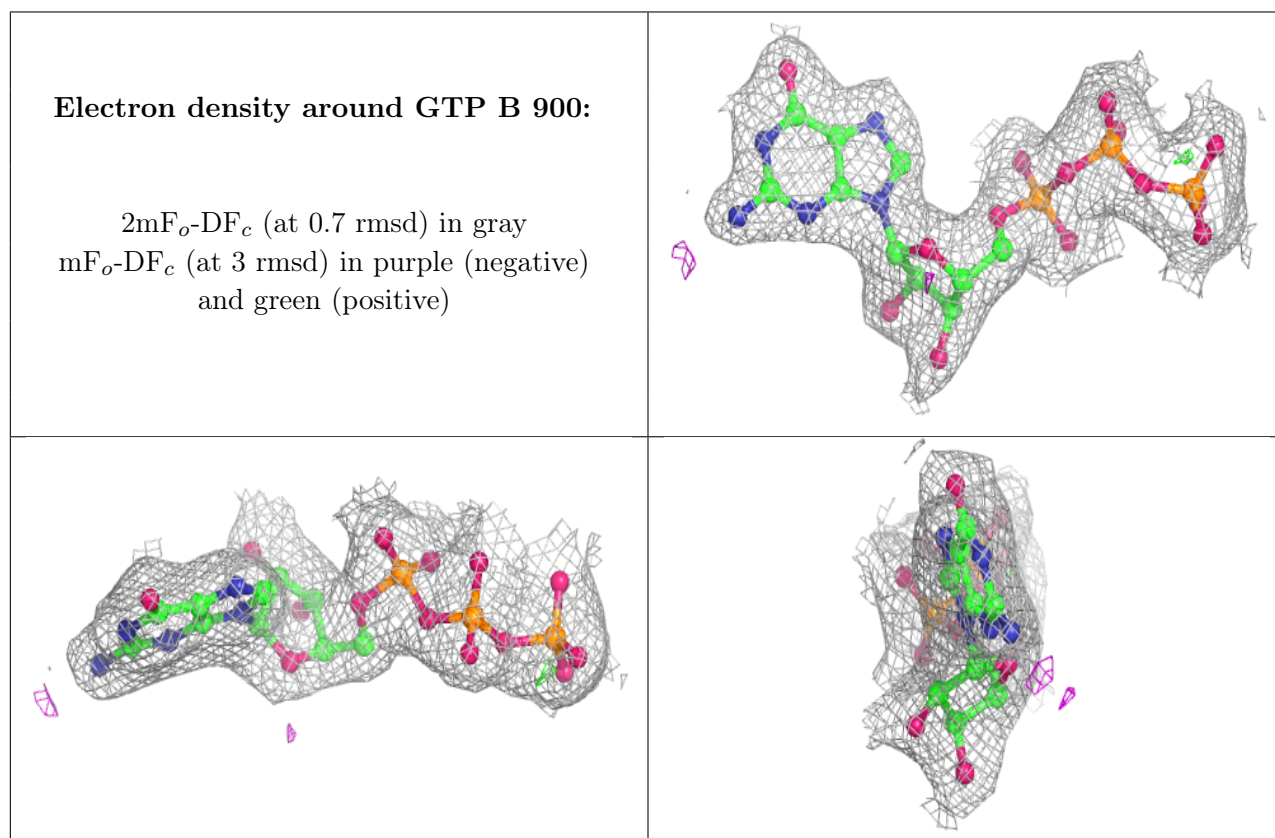 Electron density around GTP B 900:
2mFo-DFc (at 0.7 rmsd) in gray
mFo-DFc (at 3 rmsd) in purple (negative)
and green (positive)